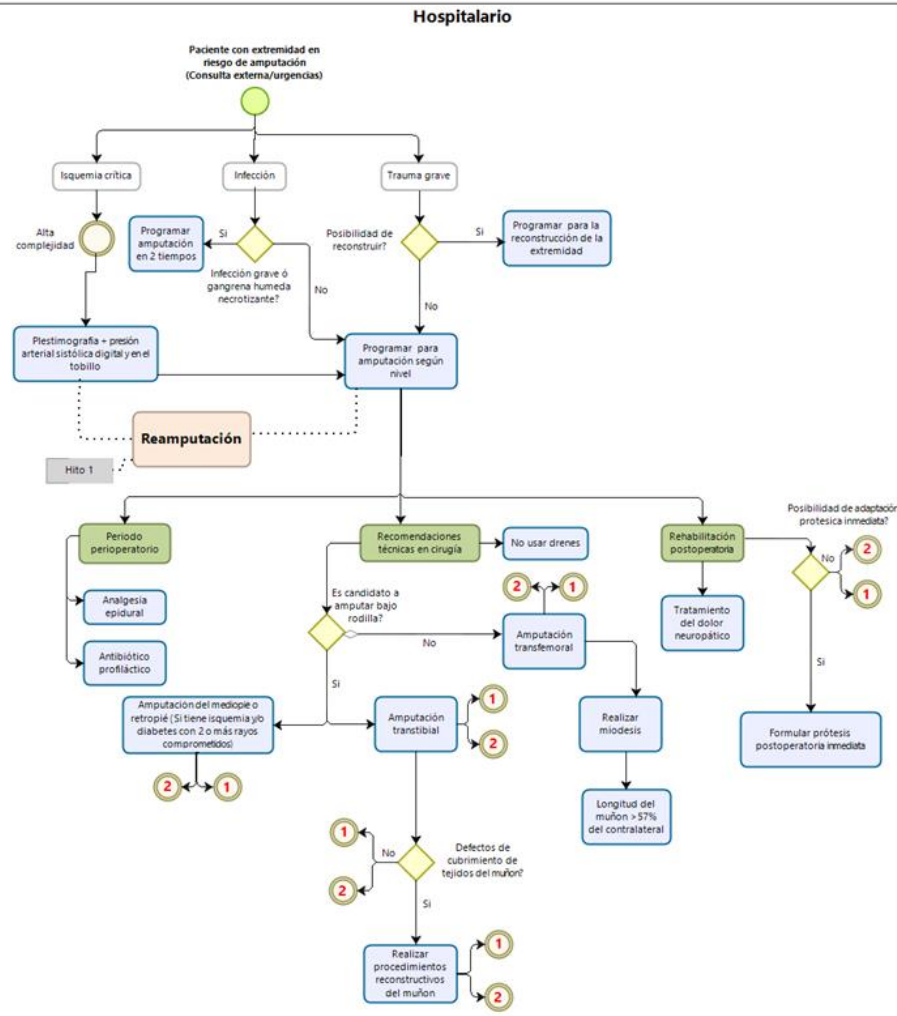 Hospitalario
Paciente con extremidad en
riesgo de amputación
(Consulta externa/urgencias)
Isquemia crítica
Infección
Trauma grave
Alta
complejidad
Programar
amputación
en 2 tiempos
Si
Infección grave ó
gangrena humeda
necrotizante?
No
Posibilidad de
reconstruir?
Si
Programar para la
reconstrucción de la
extremidad
No
Plestimografia + presión
arterial sistólica digital y en el
tobillo
Programar para
amputación según
nivel
Reamputación
Hito 1
Periodo
perioperatorio
Recomendaciones
técnicas en cirugía
No usar drenes
Rehabilitación
postoperatoria
Posibilidad de adaptación
protesica inmediata?
No
2
1
Analgesia
epidural
Antibiótico
profiláctico
Es candidato a
amputar bajo
rodilla?
No
2
1
Amputación
transfemoral
Tratamiento
del dolor
neuropático
Si
Si
Amputación del mediopie o
retropié (Si tiene isquemia y/o
diabetes con 2 o más rayos
comprometidos)
2
1
Amputación
transtibial
1
2
Realizar
miodesis
Formular prótesis
postoperatoria inmediata
Longitud del
muñon > 57%
del contralateral
1
No
2
Defectos de
cubrimiento de
tejidos del muñon?
Si
Realizar
procedimientos
reconstructivos
del muñon
1
2